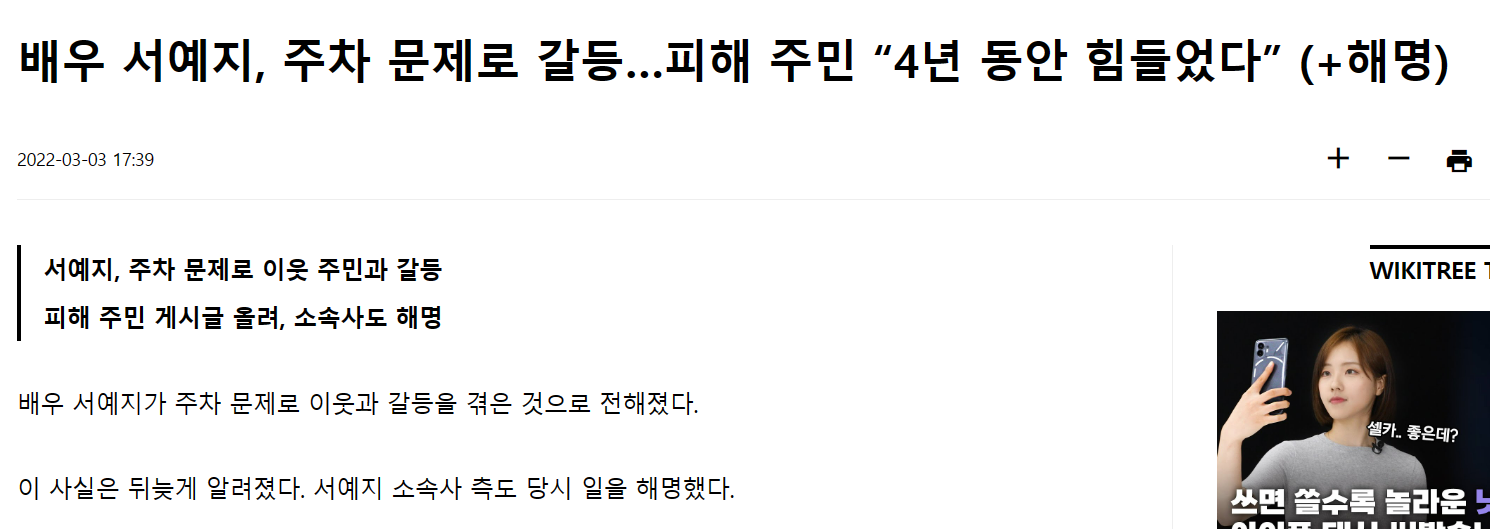 배우 서예지, 주차 문제로 갈등...피해 주민 “4년 동안 힘들었다” (+해명)
2022-03-03 17:39
서예지, 주차 문제로 이웃 주민과 갈등
피해 주민 게시글 올려, 소속사도 해명
배우 서예지가 주차 문제로 이웃과 갈등을 겪은 것으로 전해졌다.
이 사실은 뒤늦게 알려졌다. 서예지 소속사 측도 당시 일을 해명했다.
WIKITREE
셀카.. 좋은데?
쓰면 쓸수록 놀라운